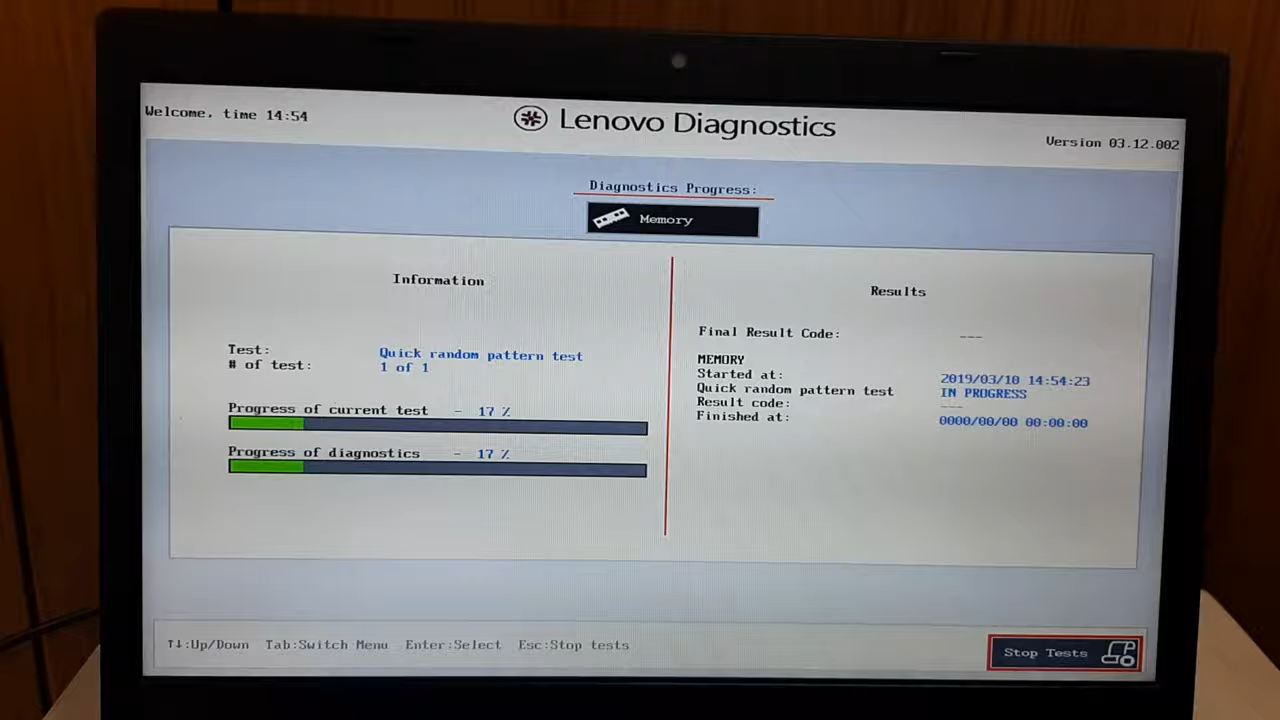 Welcome, time 14:54
Lenovo Diagnostics
Version 03.12.002
Diagnostics Progress:
Memory
Information
Test: Quick random pattern test
# of test: 1 of 1
Progress of current test - 17 %
Progress of diagnostics - 17 %
Results
Final Result Code: ---
MEMORY
Started at: 2019/03/10 14:54:23
Quick random pattern test IN PROGRESS
Result code: ---
Finished at: 0000/00/00 00:00:00
↑↓:Up/Down Tab:Switch Menu Enter:Select Esc:Stop tests
Stop Tests